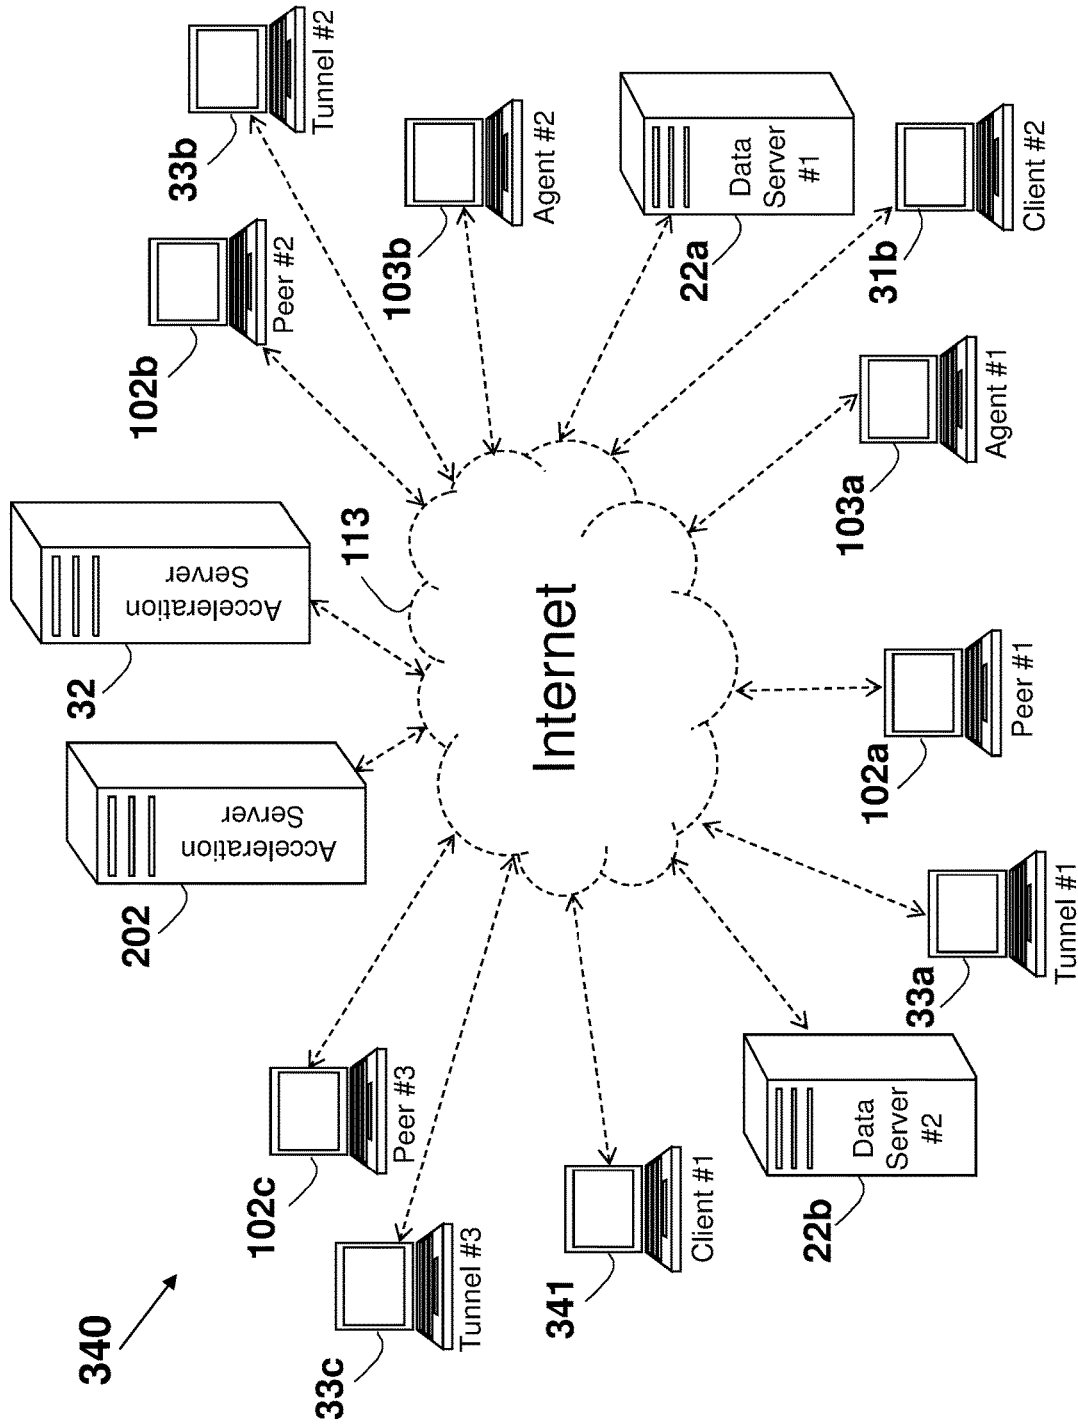 340
202
Acceleration
Server
32
Acceleration
Server
113
102b
Peer #2
33b
Tunnel #2
103b
Agent #2
22a
Data
Server
#1
31b
Client #2
103a
Agent #1
102a
Peer #1
33a
Tunnel #1
22b
Data
Server
#2
341
Client #1
33c
Tunnel #3
102c
Peer #3
Internet